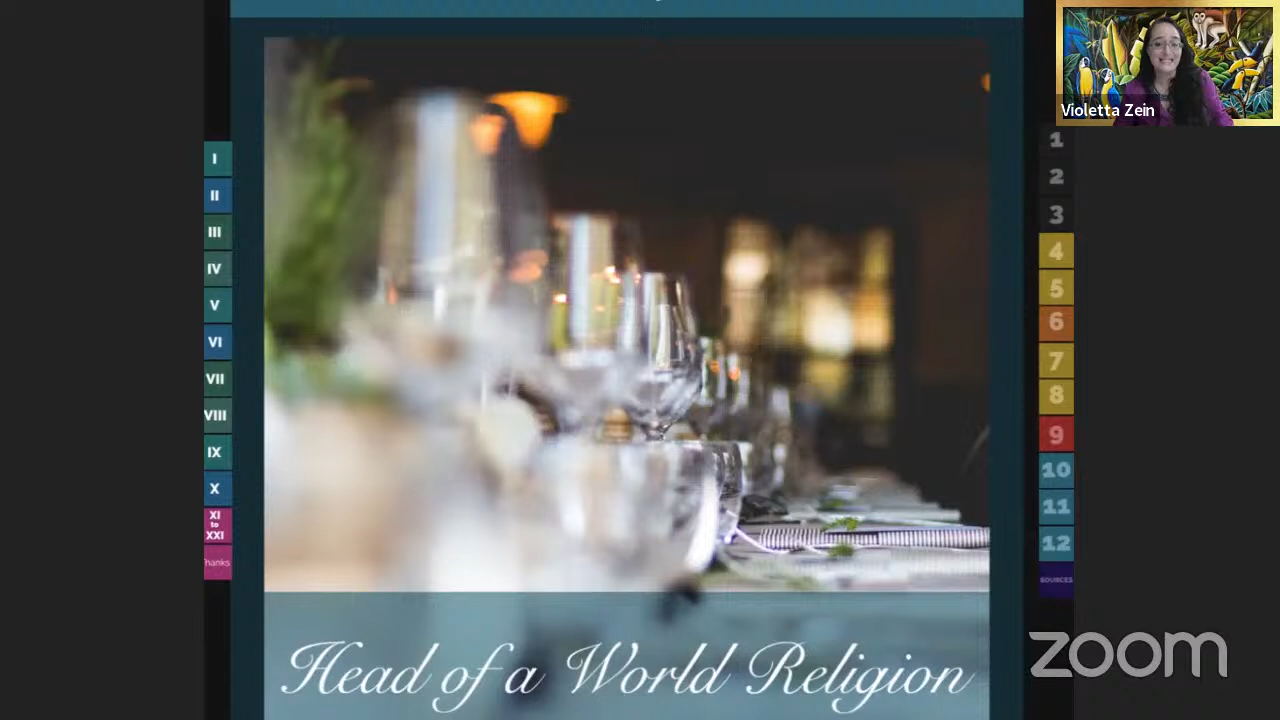 Violetta Zein
I
II
III
IV
V
VI
VII
VIII
IX
X
XI
to
XXI
Thanks
1
2
3
4
5
6
7
8
9
10
11
12
SOURCES
Head of a World Religion
zoom